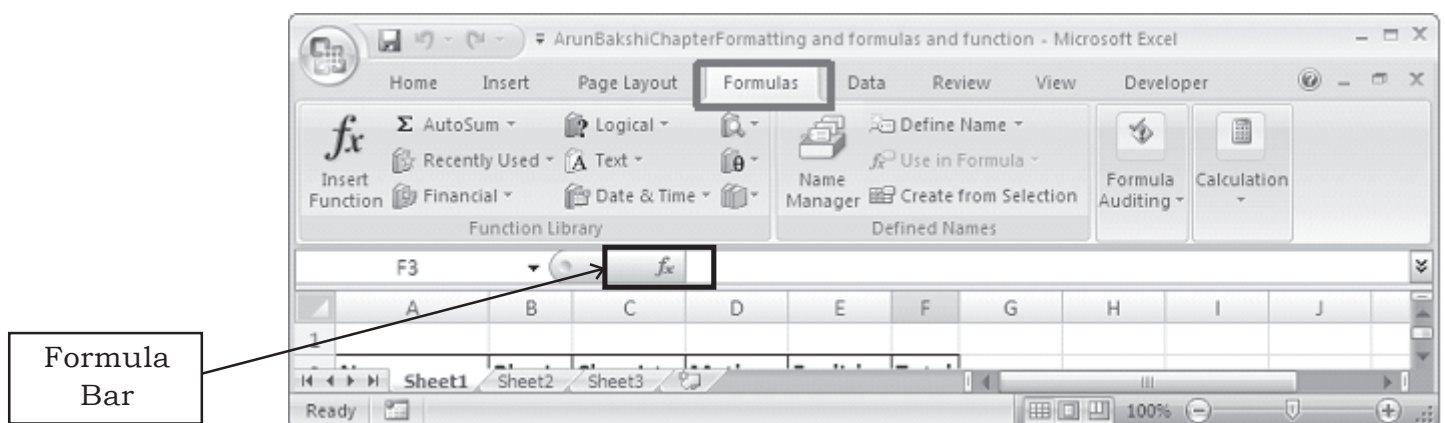 ArunBakshiChapterFormatting and formulas and function - Microsoft Excel
Home Insert Page Layout Formulas Data Review View Developer
fx Σ AutoSum Logical Define Name
Recently Used A Text θ fx Use in Formula
Insert Function Financial Date & Time Name Manager Create from Selection Formula Auditing Calculation
Function Library Defined Names
F3 fx
A B C D E F G H I J
1
Sheet1 Sheet2 Sheet3
Ready 100%
Formula
Bar